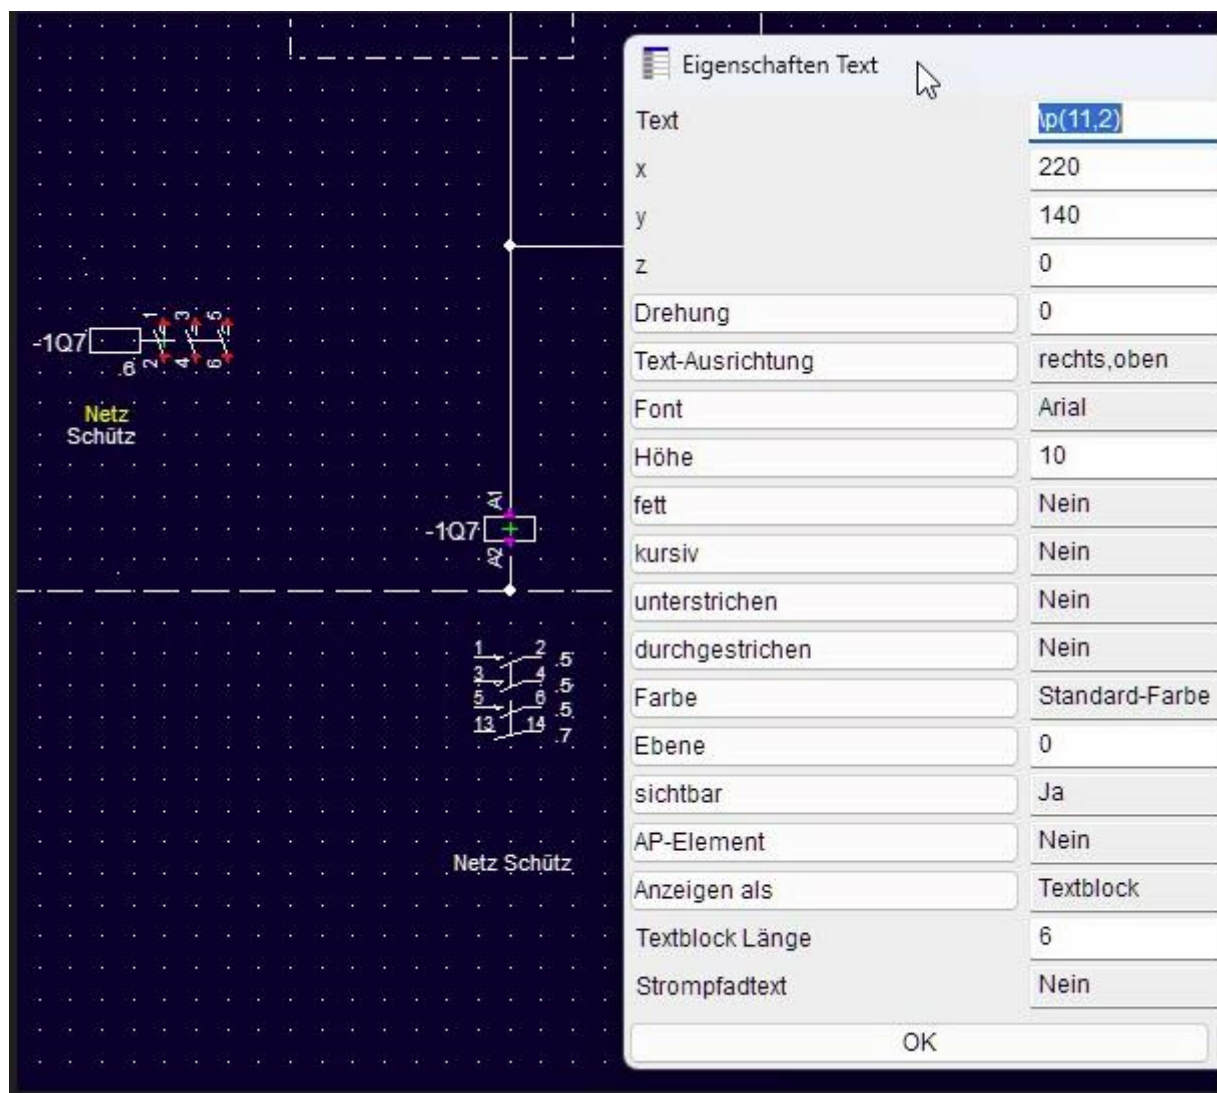 Eigenschaften Text
Text \p(11,2)
x 220
y 140
z 0
Drehung 0
Text-Ausrichtung rechts,oben
Font Arial
Höhe 10
fett Nein
kursiv Nein
unterstrichen Nein
durchgestrichen Nein
Farbe Standard-Farbe
Ebene 0
sichtbar Ja
AP-Element Nein
Anzeigen als Textblock
Textblock Länge 6
Strompfadtext Nein
OK
1 3 5
-1Q7
.6 2 4 6
Netz
Schütz
A1
-1Q7
A2
1 2 .5
3 4 .5
5 6 .5
13 14 .7
Netz Schütz